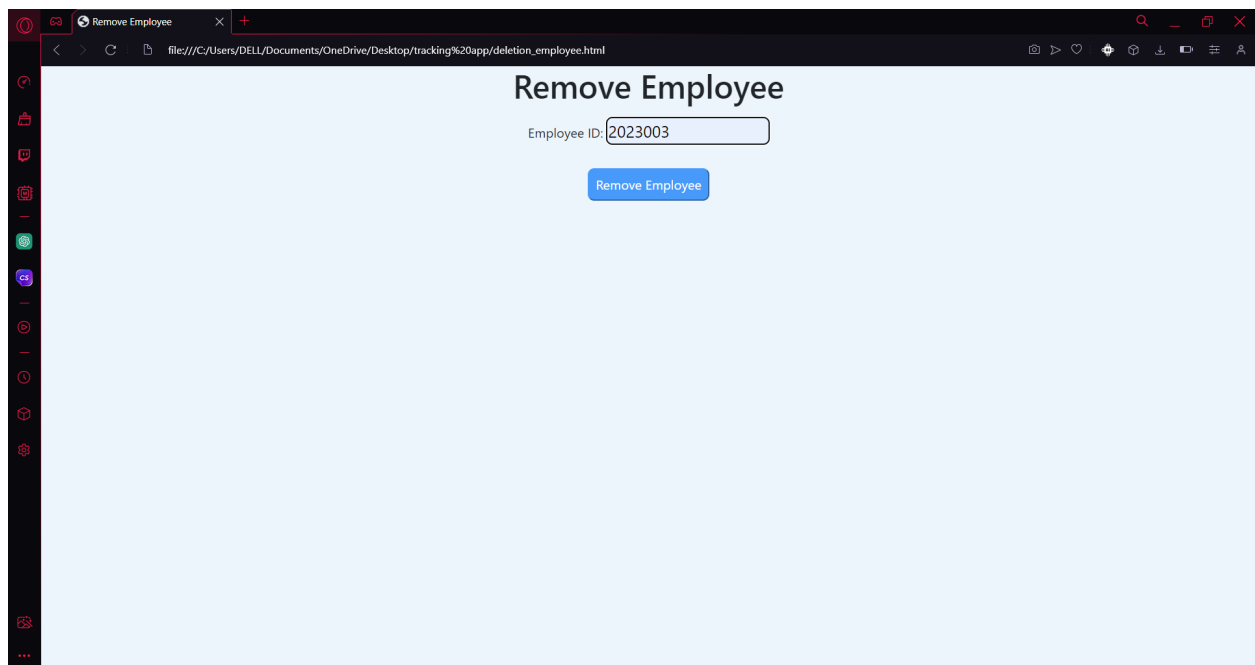 Remove Employee
file:///C:/Users/DELL/Documents/OneDrive/Desktop/tracking%20app/deletion_employee.html
Remove Employee
Employee ID: 2023003
Remove Employee
CS